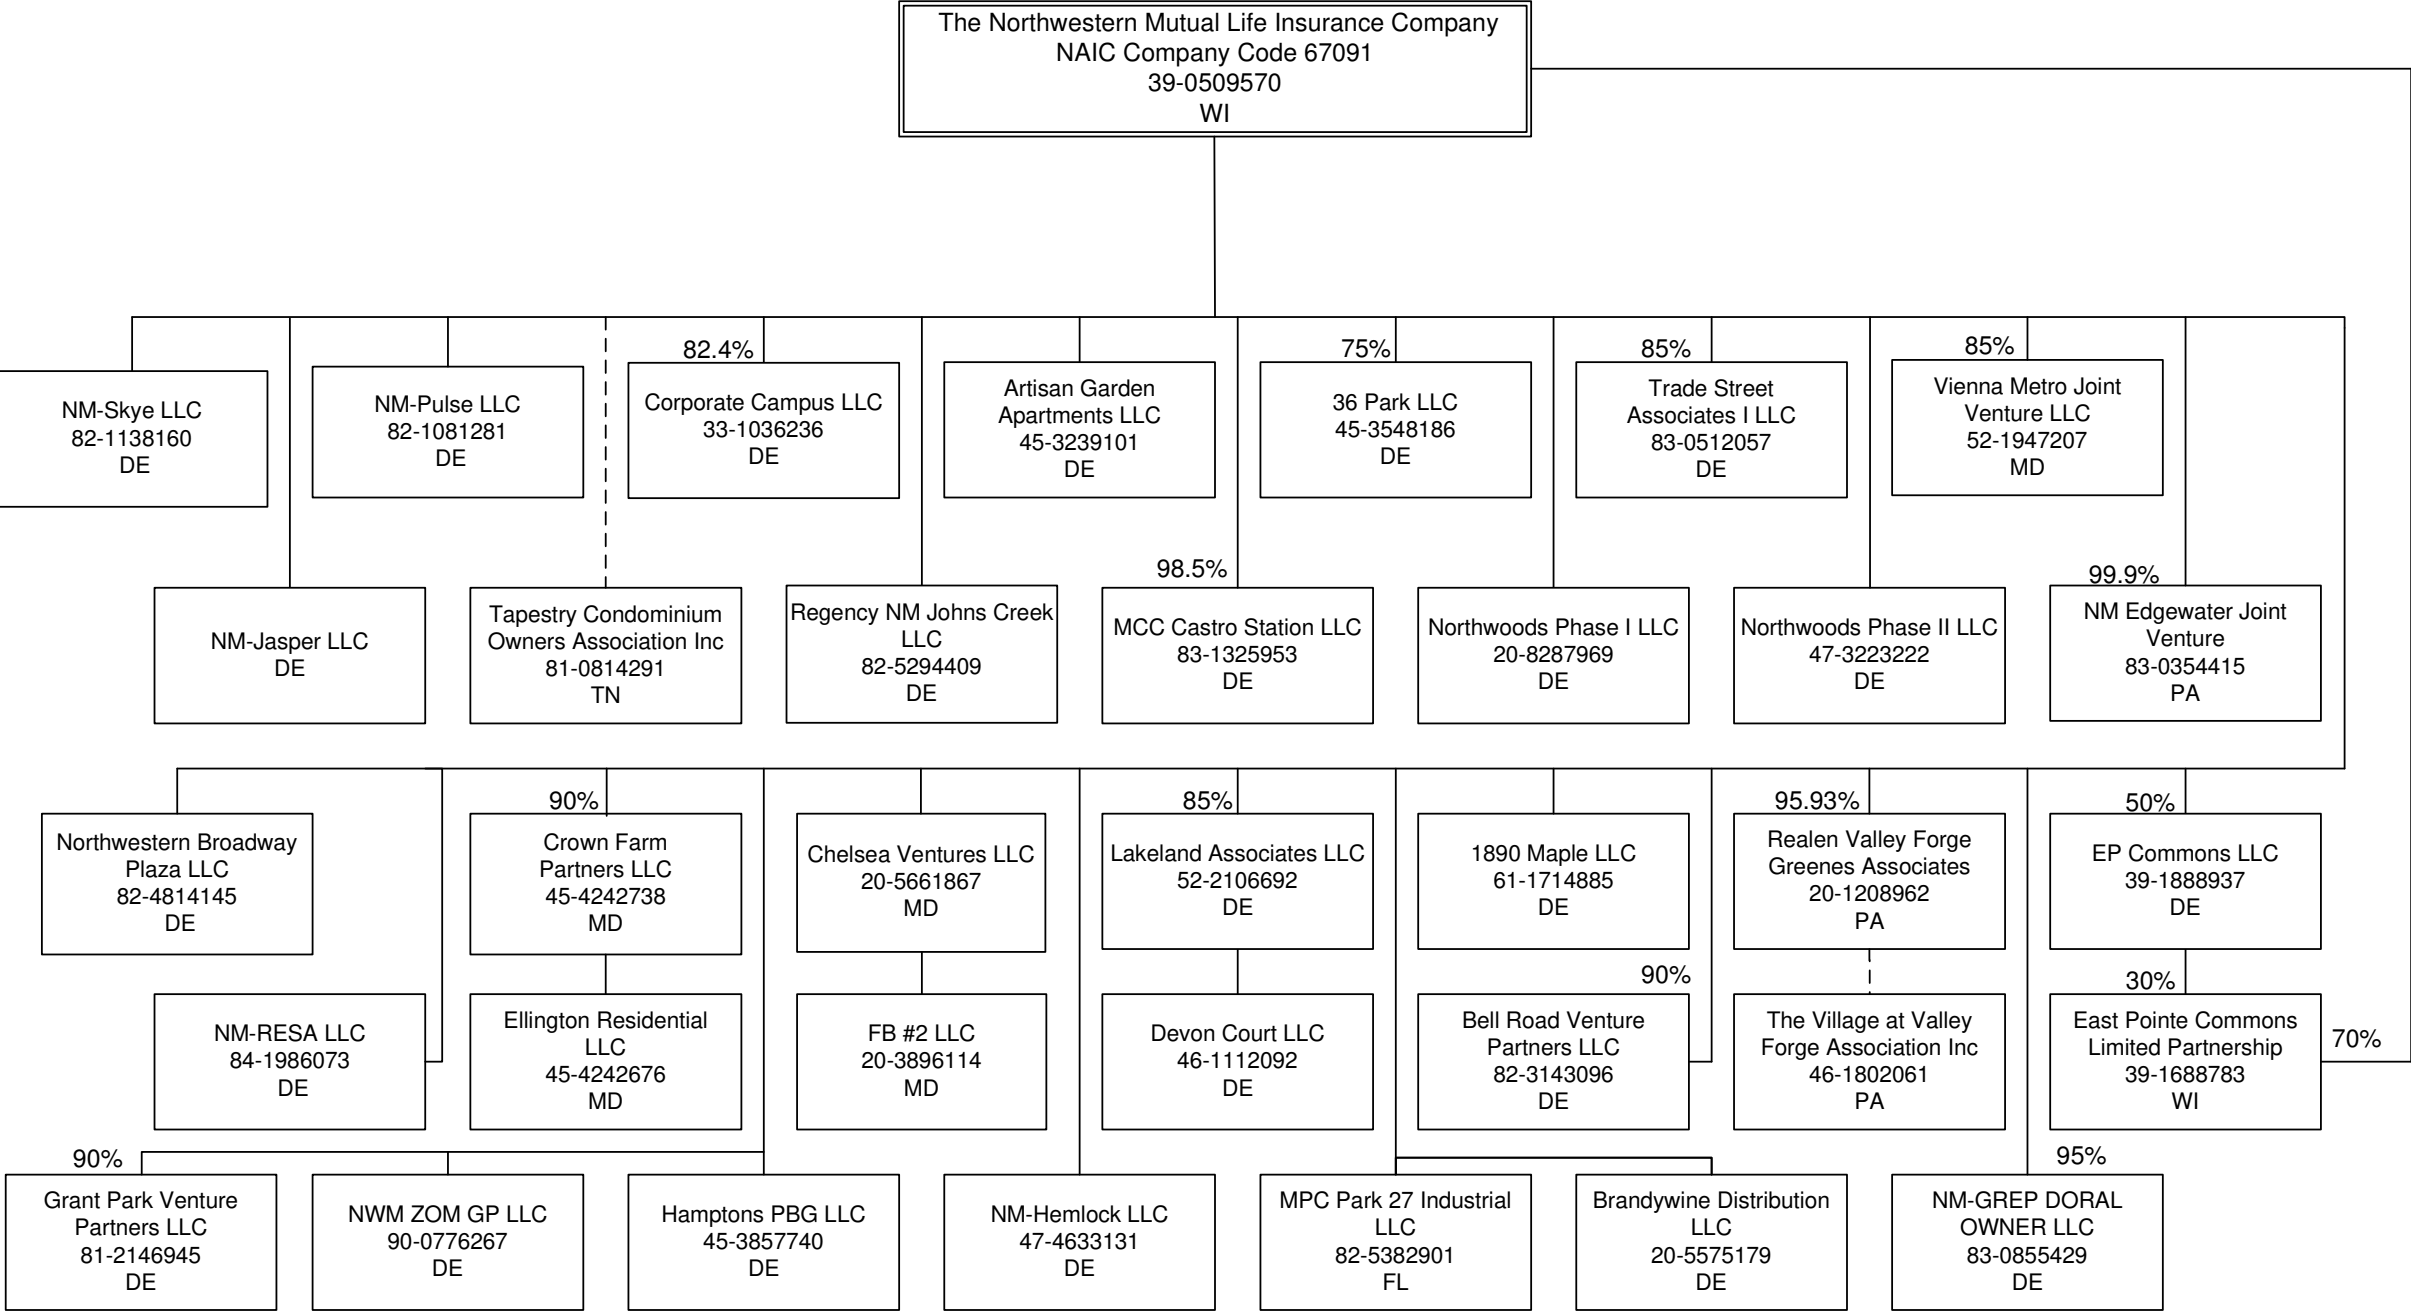 The Northwestern Mutual Life Insurance Company
NAIC Company Code 67091
39-0509570
WI
NM-Skye LLC
82-1138160
DE
NM-Pulse LLC
82-1081281
DE
82.4%
Corporate Campus LLC
33-1036236
DE
Artisan Garden
Apartments LLC
45-3239101
DE
75%
36 Park LLC
45-3548186
DE
85%
Trade Street
Associates I LLC
83-0512057
DE
85%
Vienna Metro Joint
Venture LLC
52-1947207
MD
NM-Jasper LLC
DE
Tapestry Condominium
Owners Association Inc
81-0814291
TN
Regency NM Johns Creek
LLC
82-5294409
DE
98.5%
MCC Castro Station LLC
83-1325953
DE
Northwoods Phase I LLC
20-8287969
DE
Northwoods Phase II LLC
47-3223222
DE
99.9%
NM Edgewater Joint
Venture
83-0354415
PA
Northwestern Broadway
Plaza LLC
82-4814145
DE
90%
Crown Farm
Partners LLC
45-4242738
MD
Chelsea Ventures LLC
20-5661867
MD
85%
Lakeland Associates LLC
52-2106692
DE
1890 Maple LLC
61-1714885
DE
95.93%
Realen Valley Forge
Greenes Associates
20-1208962
PA
50%
EP Commons LLC
39-1888937
DE
NM-RESA LLC
84-1986073
DE
Ellington Residential
LLC
45-4242676
MD
FB #2 LLC
20-3896114
MD
Devon Court LLC
46-1112092
DE
90%
Bell Road Venture
Partners LLC
82-3143096
DE
The Village at Valley
Forge Association Inc
46-1802061
PA
30%
East Pointe Commons
Limited Partnership
39-1688783
WI
70%
90%
Grant Park Venture
Partners LLC
81-2146945
DE
NWM ZOM GP LLC
90-0776267
DE
Hamptons PBG LLC
45-3857740
DE
NM-Hemlock LLC
47-4633131
DE
MPC Park 27 Industrial
LLC
82-5382901
FL
Brandywine Distribution
LLC
20-5575179
DE
95%
NM-GREP DORAL
OWNER LLC
83-0855429
DE